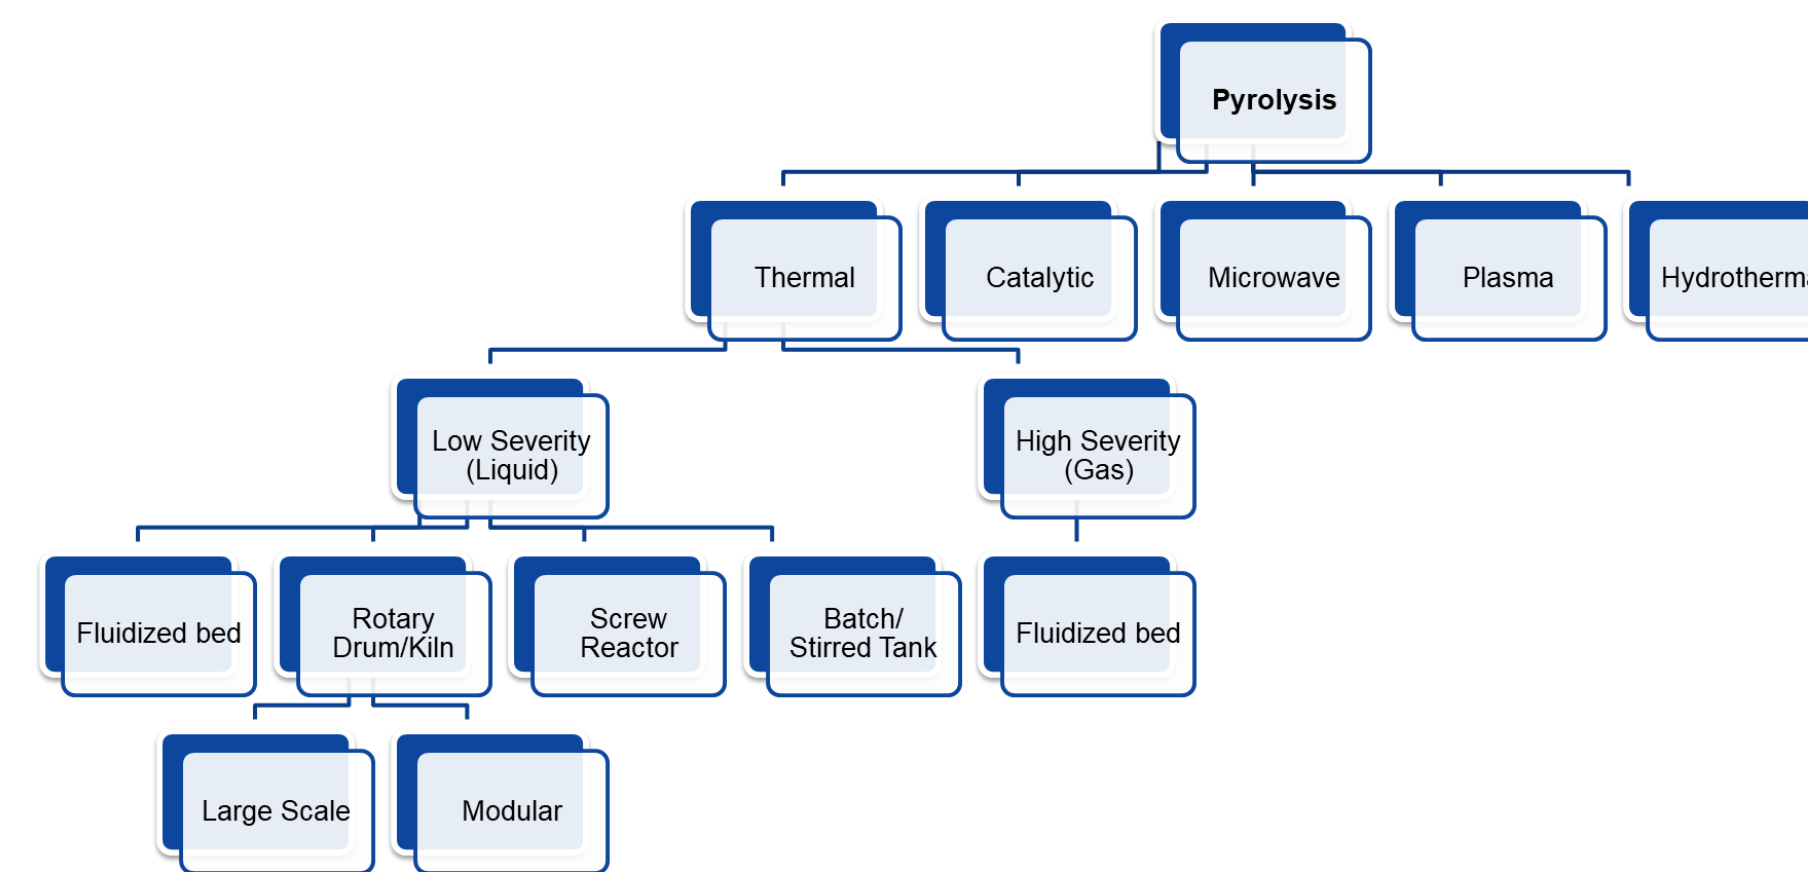 Pyrolysis
Thermal
Catalytic
Microwave
Plasma
Low Severity
(Liquid)
High Severity
(Gas)
Fluidized bed
Rotary
Drum/Kiln
Screw
Reactor
Batch/
Stirred Tank
Fluidized bed
Large Scale
Modular